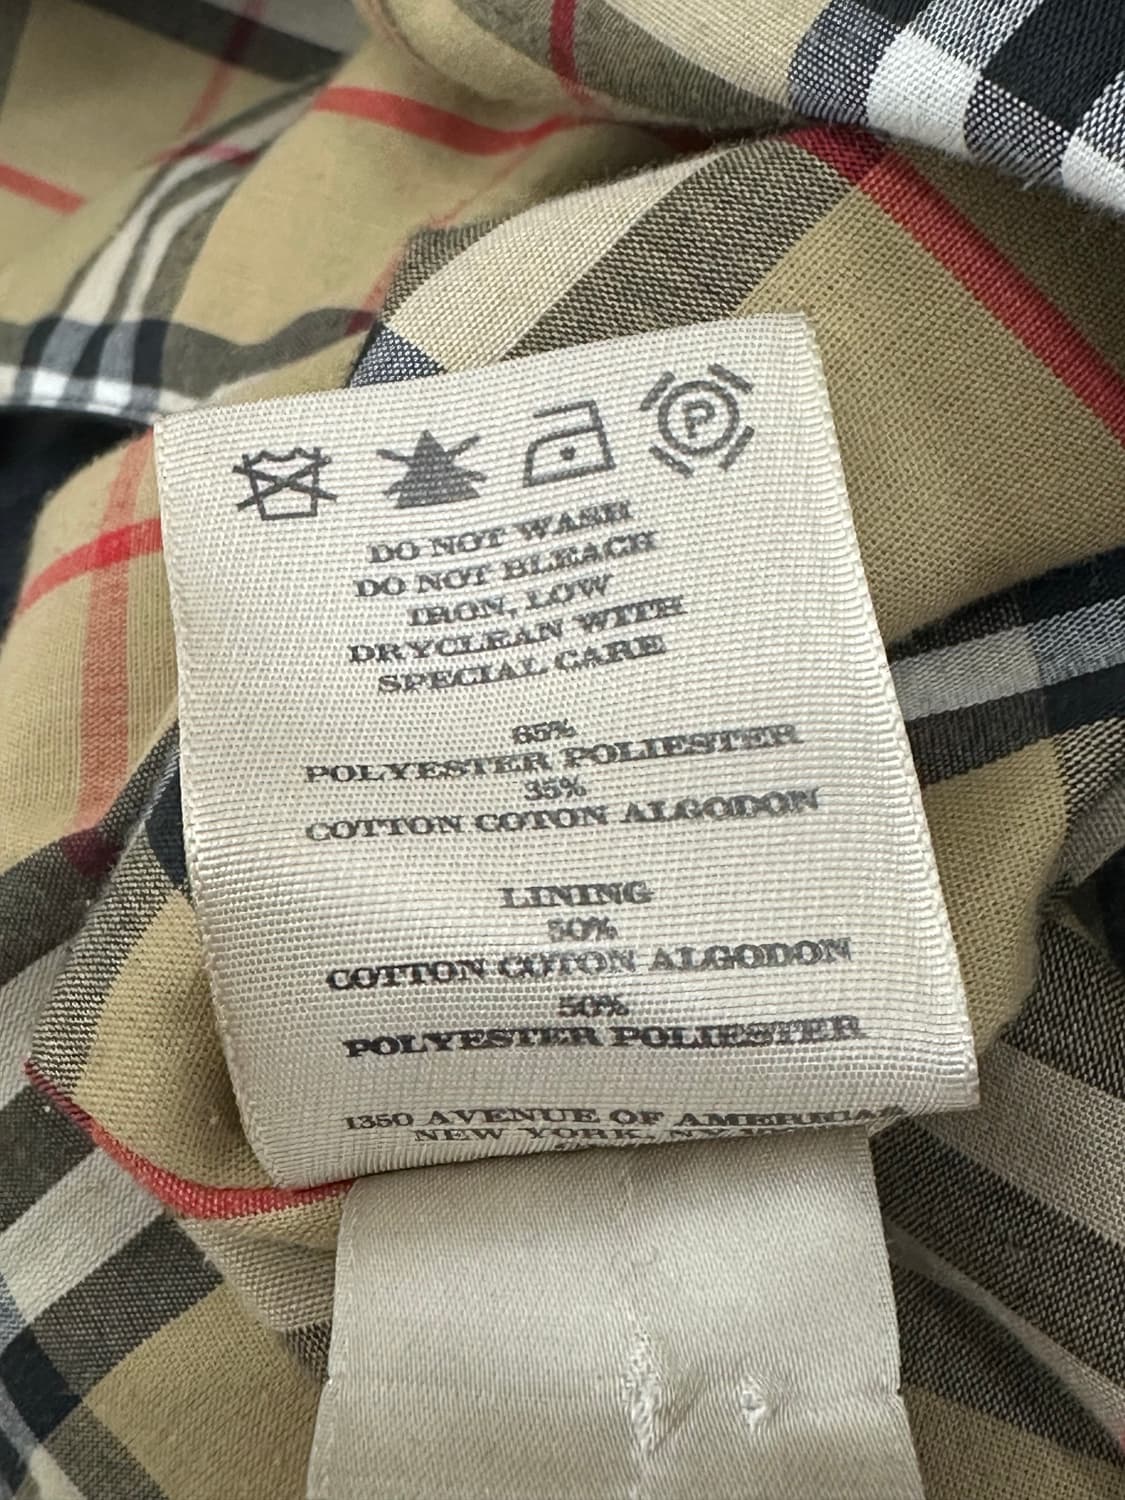 P
DO NOT WASH
DO NOT BLEACH
IRON, LOW
DRYCLEAN WITH
SPECIAL CARE
65%
POLYESTER POLIESTER
35%
COTTON COTON ALGODON
LINING
50%
COTTON COTON ALGODON
50%
POLYESTER POLIESTER
1350 AVENUE OF AMERICAS
NEW YORK,